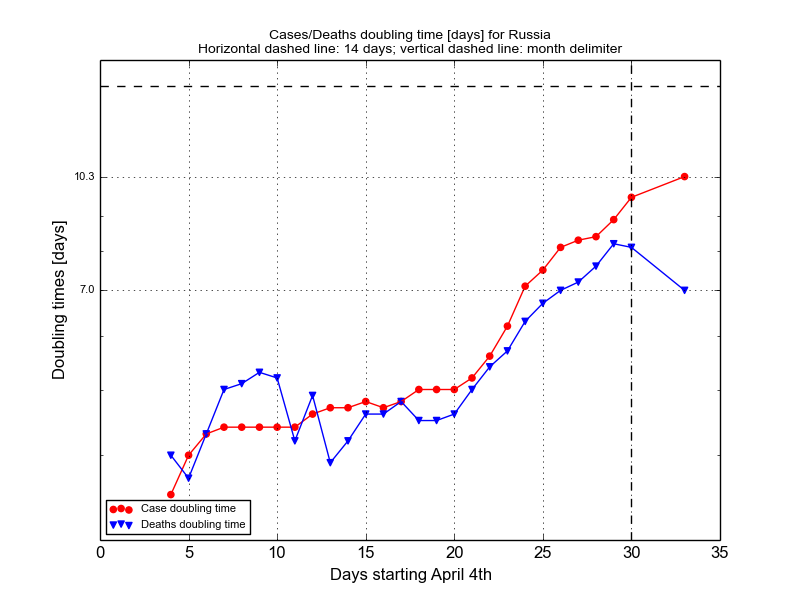 Cases/Deaths doubling time [days] for Russia
Horizontal dashed line: 14 days; vertical dashed line: month delimiter
10.3
7.0
Doubling times [days]
Case doubling time
Deaths doubling time
0 5 10 15 20 25 30 35
Days starting April 4th